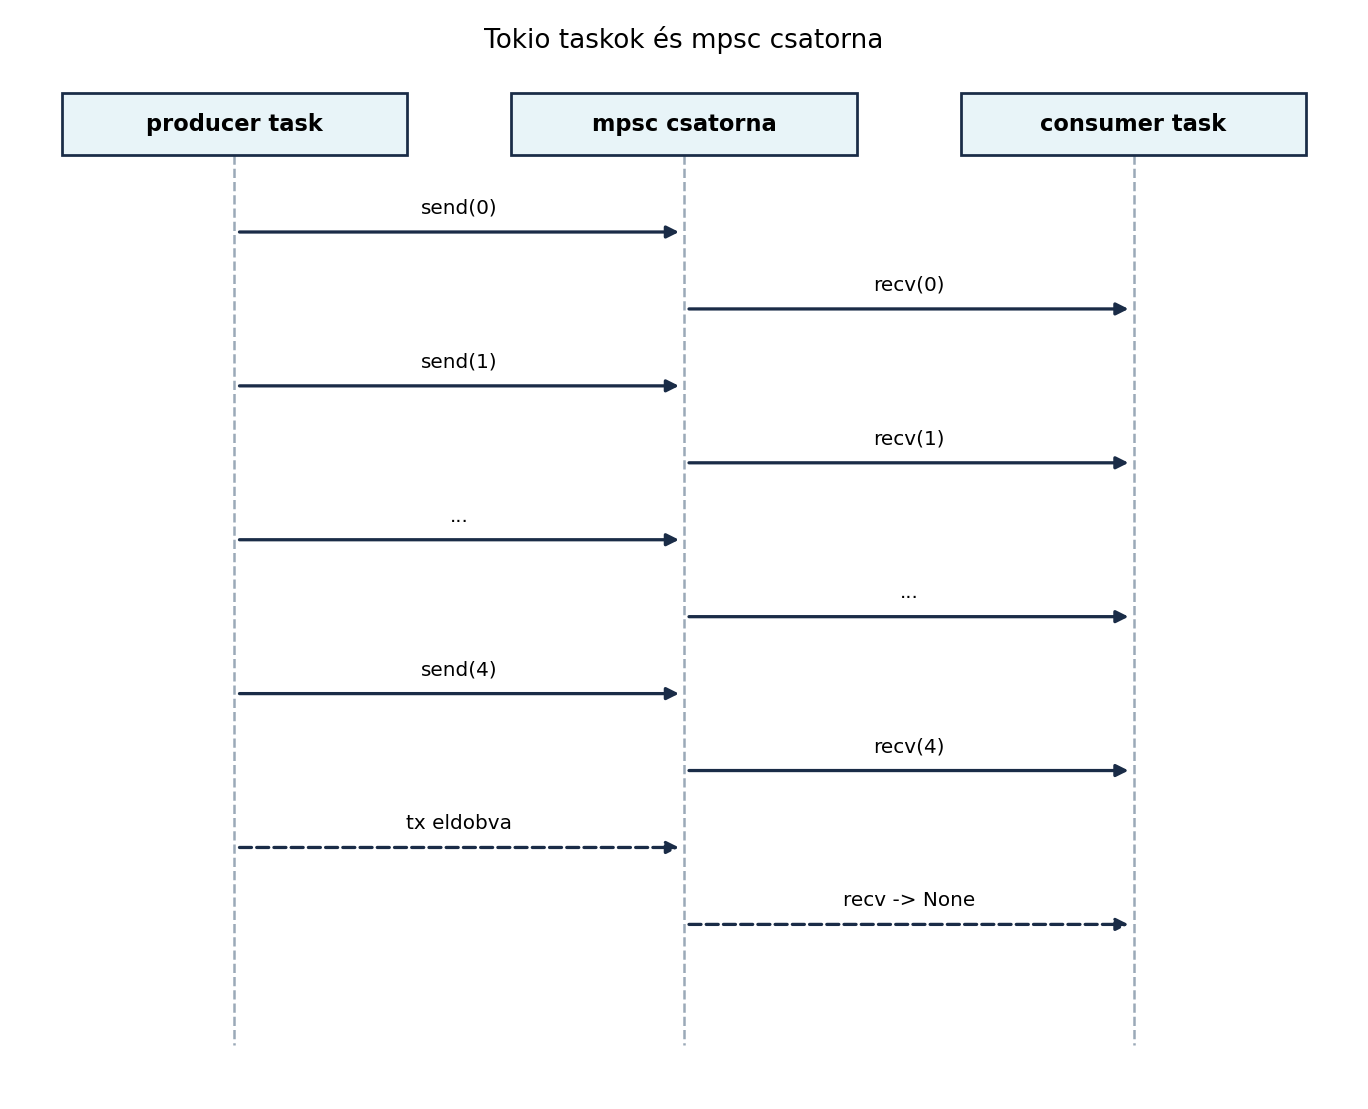 Tokio taskok és mpsc csatorna
producer task
mpsc csatorna
consumer task
send(0)
recv(0)
send(1)
recv(1)
...
...
send(4)
recv(4)
tx eldobva
recv -> None